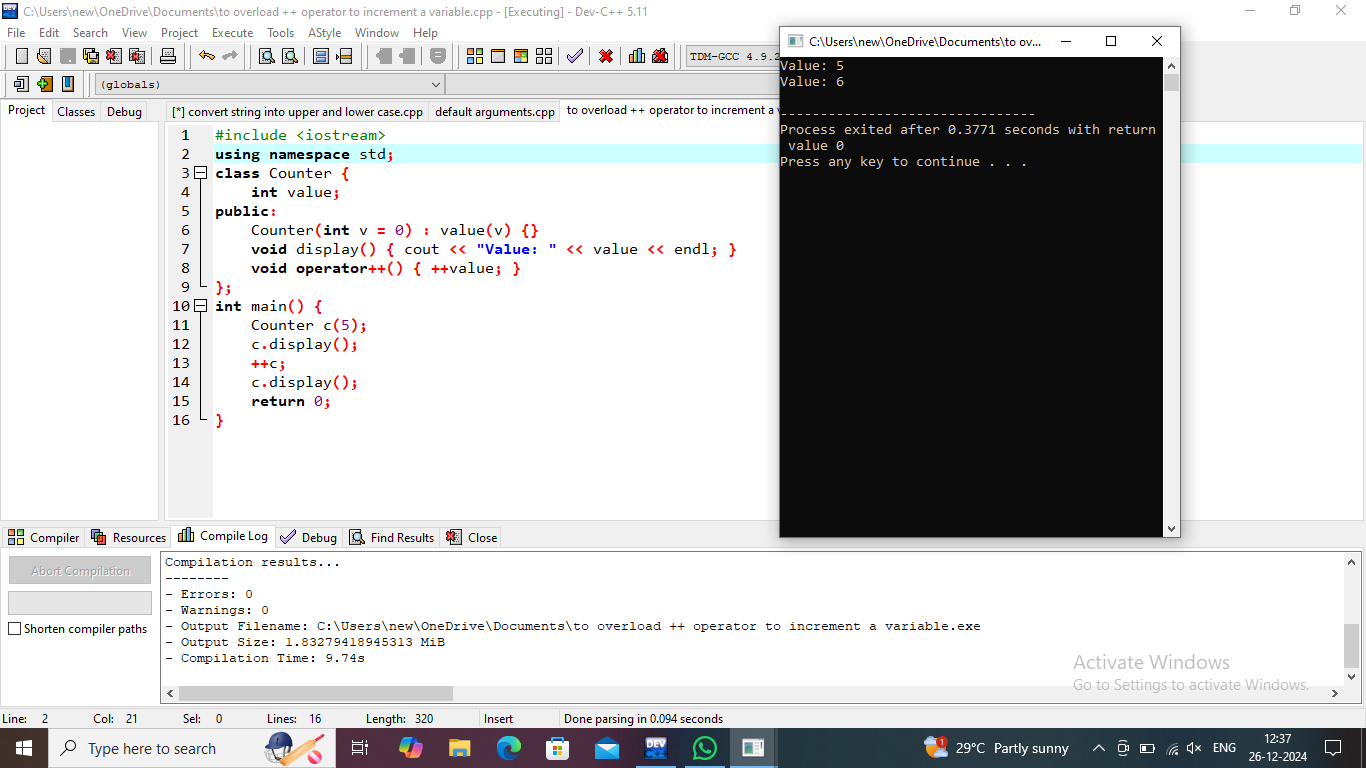 C:\Users\new\OneDrive\Documents\to overload ++ operator to increment a variable.cpp - [Executing] - Dev-C++ 5.11
File Edit Search View Project Execute Tools AStyle Window Help
TDM-GCC 4.9.2
(globals)
Project Classes Debug
[*] convert string into upper and lower case.cpp default arguments.cpp to overload ++ operator to increment a
1 #include <iostream>
2 using namespace std;
3 class Counter {
4 int value;
5 public:
6 Counter(int v = 0) : value(v) {}
7 void display() { cout << "Value: " << value << endl; }
8 void operator++() { ++value; }
9 };
10 int main() {
11 Counter c(5);
12 c.display();
13 ++c;
14 c.display();
15 return 0;
16 }
C:\Users\new\OneDrive\Documents\to ov...
Value: 5
Value: 6
--------------------------------
Process exited after 0.3771 seconds with return
value 0
Press any key to continue . . .
Compiler Resources Compile Log Debug Find Results Close
Abort Compilation
Shorten compiler paths
Compilation results...
--------
- Errors: 0
- Warnings: 0
- Output Filename: C:\Users\new\OneDrive\Documents\to overload ++ operator to increment a variable.exe
- Output Size: 1.83279418945313 MiB
- Compilation Time: 9.74s
Activate Windows
Go to Settings to activate Windows.
Line: 2 Col: 21 Sel: 0 Lines: 16 Length: 320 Insert Done parsing in 0.094 seconds
Type here to search
DEV
1
29°C Partly sunny
ENG
12:37
26-12-2024